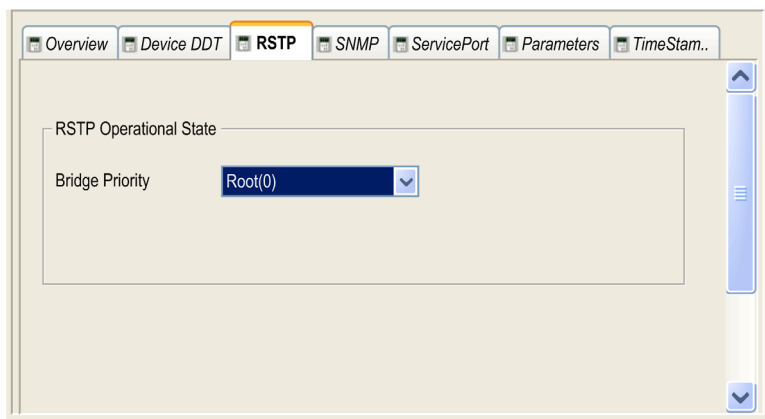 Overview Device DDT RSTP SNMP ServicePort Parameters TimeStam..
RSTP Operational State
Bridge Priority Root(0)